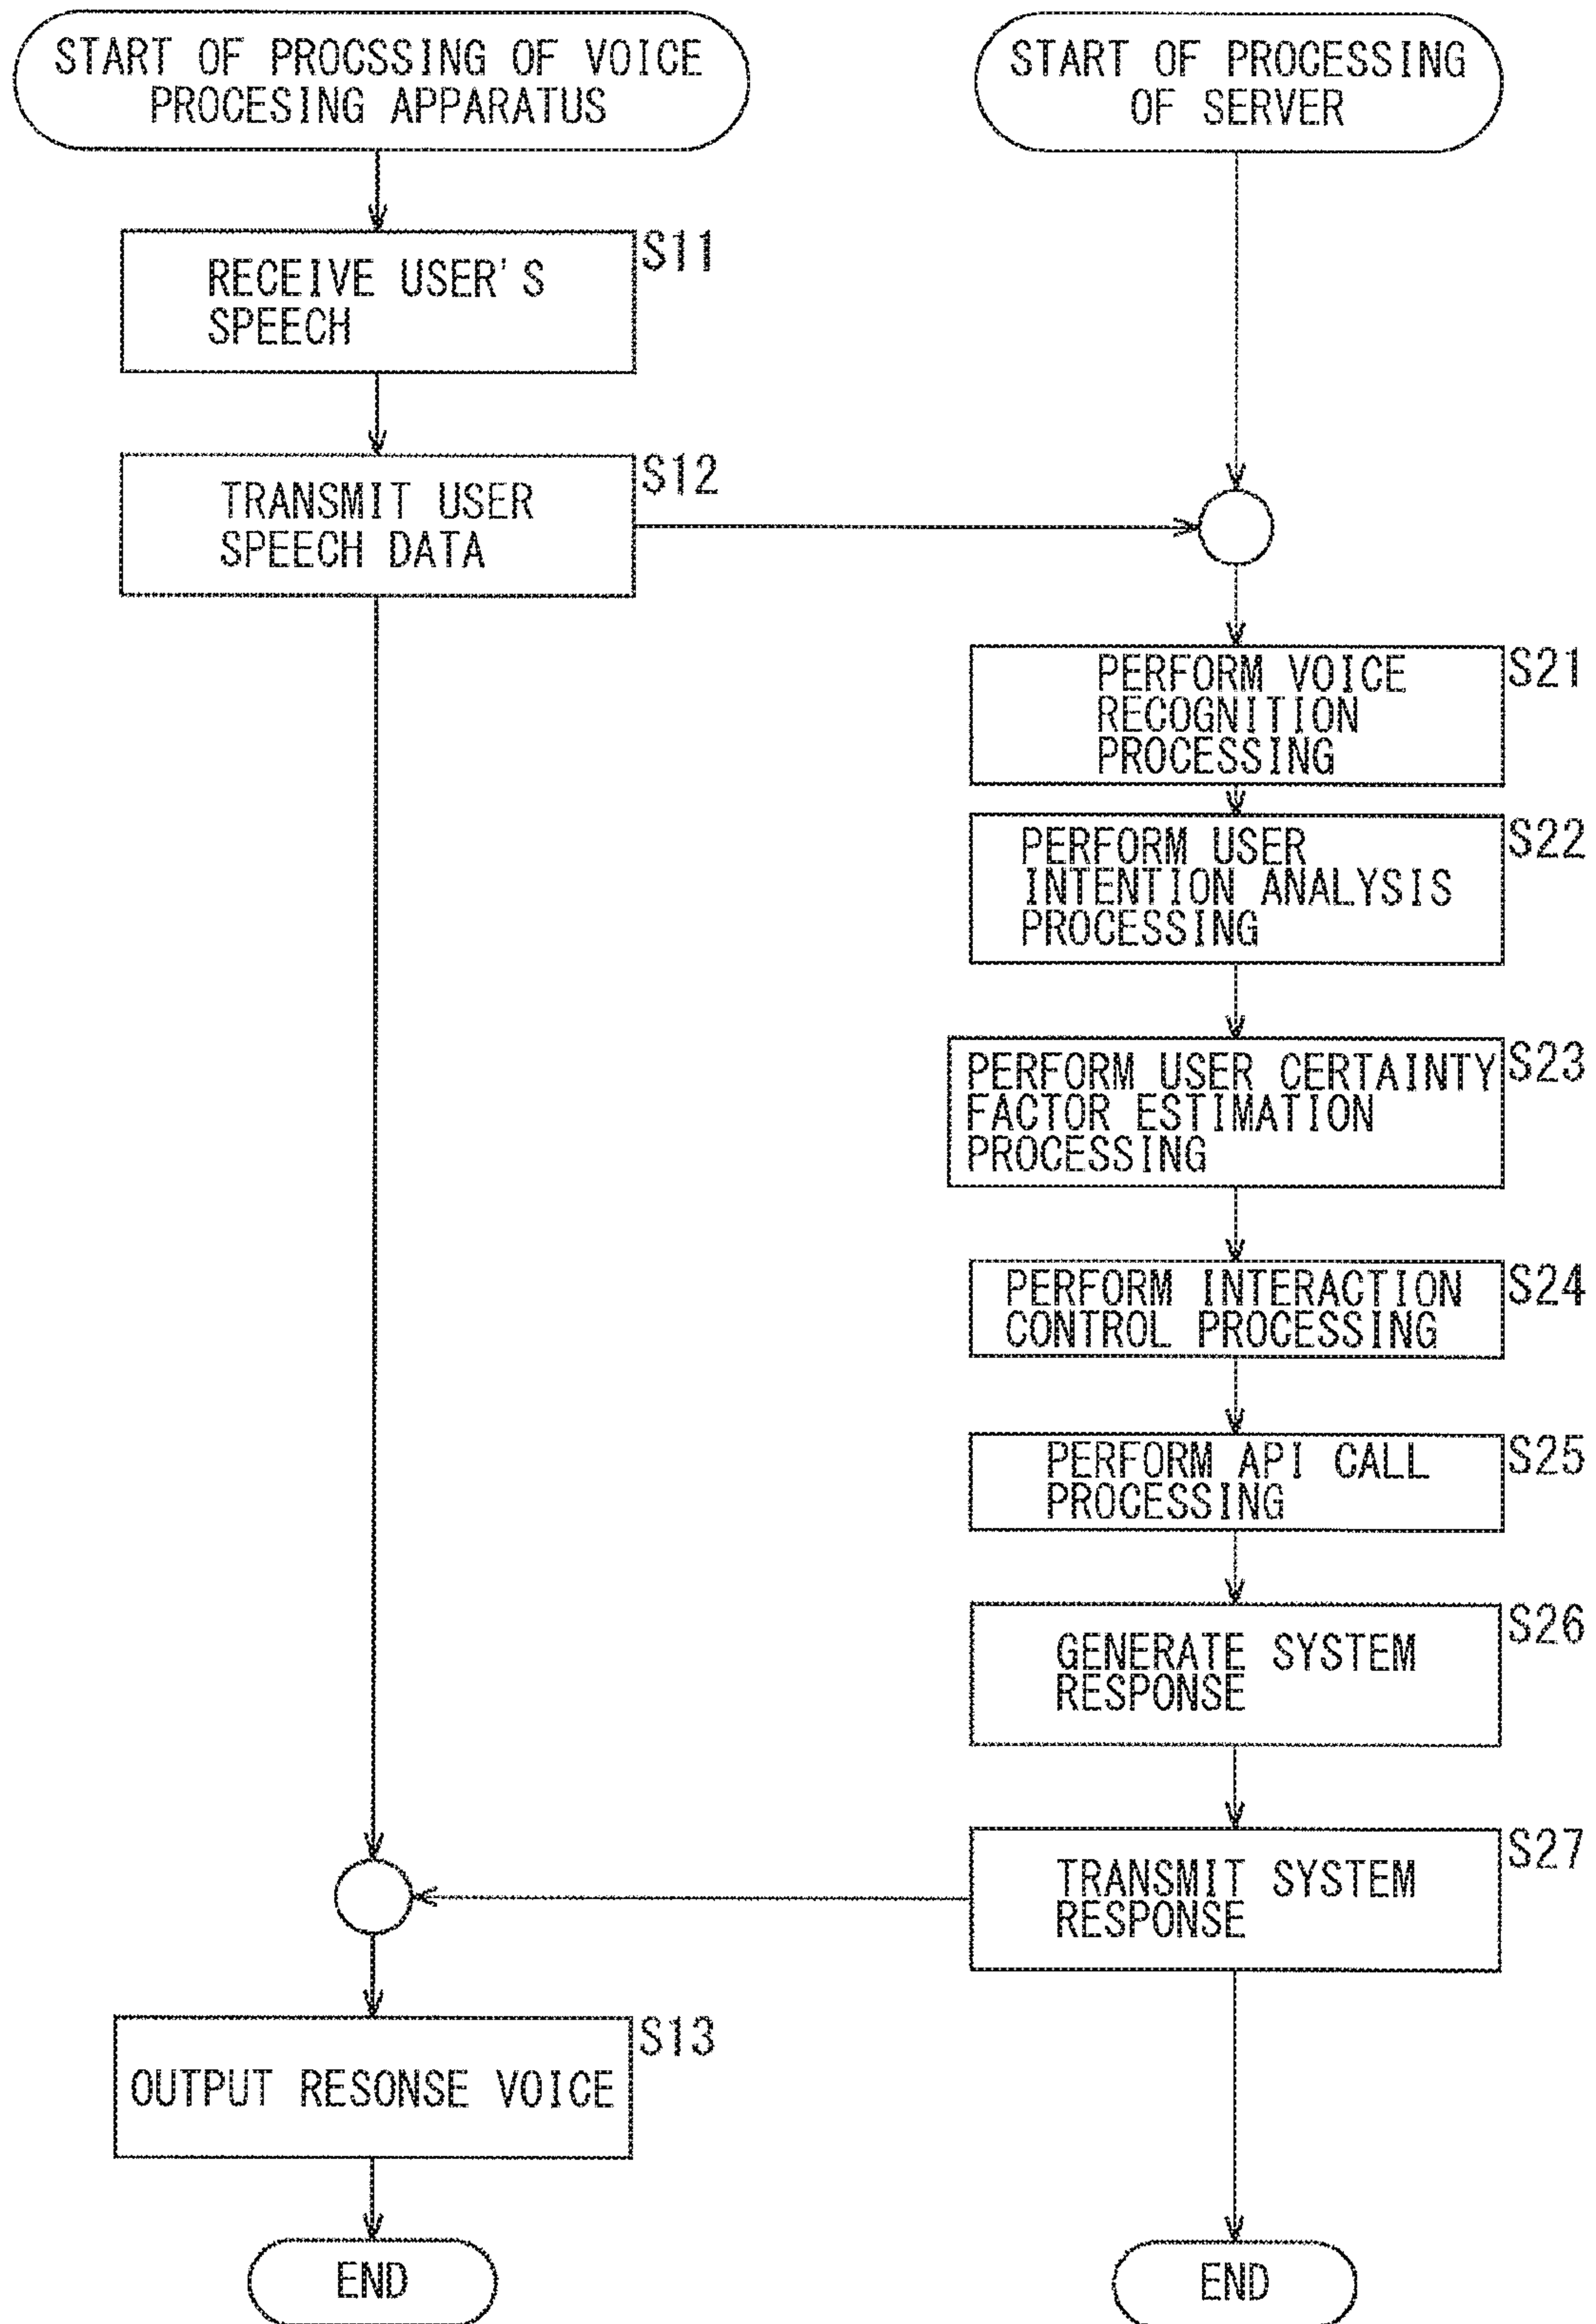 START OF PROCSSING OF VOICE
PROCESING APPARATUS
RECEIVE USER'S
SPEECH
S11
TRANSMIT USER
SPEECH DATA
S12
OUTPUT RESONSE VOICE
S13
END
START OF PROCESSING
OF SERVER
PERFORM VOICE
RECOGNITION
PROCESSING
S21
PERFORM USER
INTENTION ANALYSIS
PROCESSING
S22
PERFORM USER CERTAINTY
FACTOR ESTIMATION
PROCESSING
S23
PERFORM INTERACTION
CONTROL PROCESSING
S24
PERFORM API CALL
PROCESSING
S25
GENERATE SYSTEM
RESPONSE
S26
TRANSMIT SYSTEM
RESPONSE
S27
END